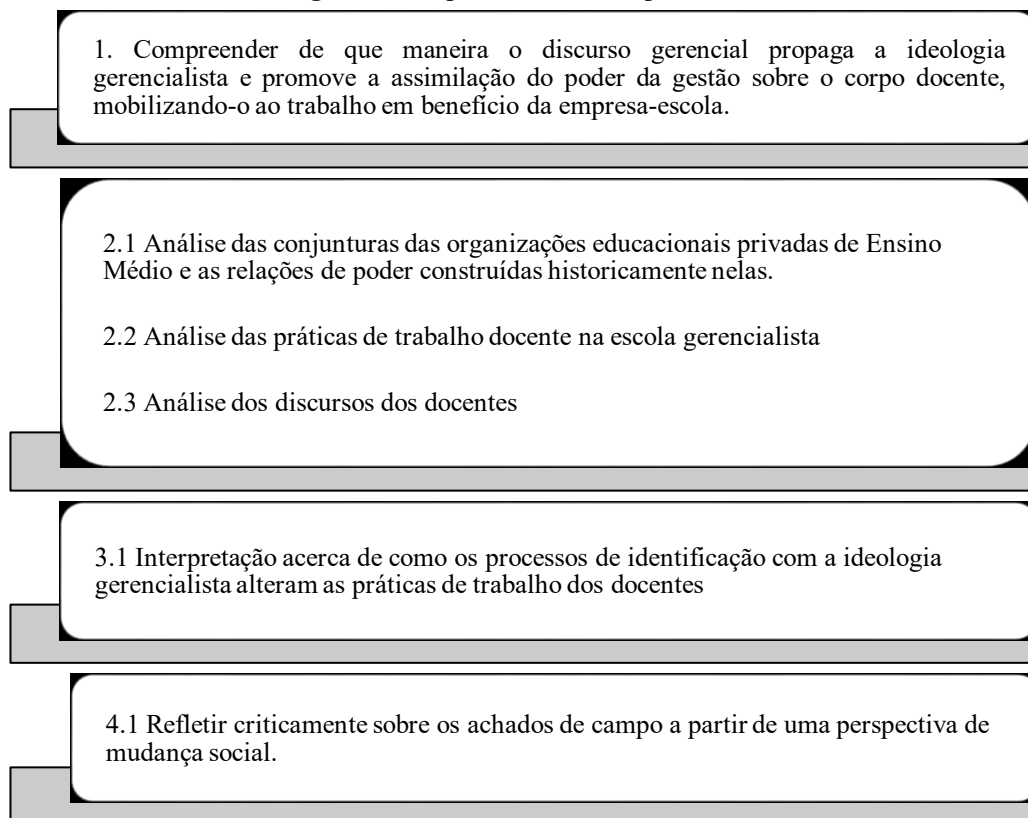 1. Compreender de que maneira o discurso gerencial propaga a ideologia
gerencialista e promove a assimilação do poder da gestão sobre o corpo docente,
mobilizando-o ao trabalho em benefício da empresa-escola.
2.1 Análise das conjunturas das organizações educacionais privadas de Ensino
Médio e as relações de poder construídas historicamente nelas.
2.2 Análise das práticas de trabalho docente na escola gerencialista
2.3 Análise dos discursos dos docentes
3.1 Interpretação acerca de como os processos de identificação com a ideologia
gerencialista alteram as práticas de trabalho dos docentes
4.1 Refletir criticamente sobre os achados de campo a partir de uma perspectiva de
mudança social.